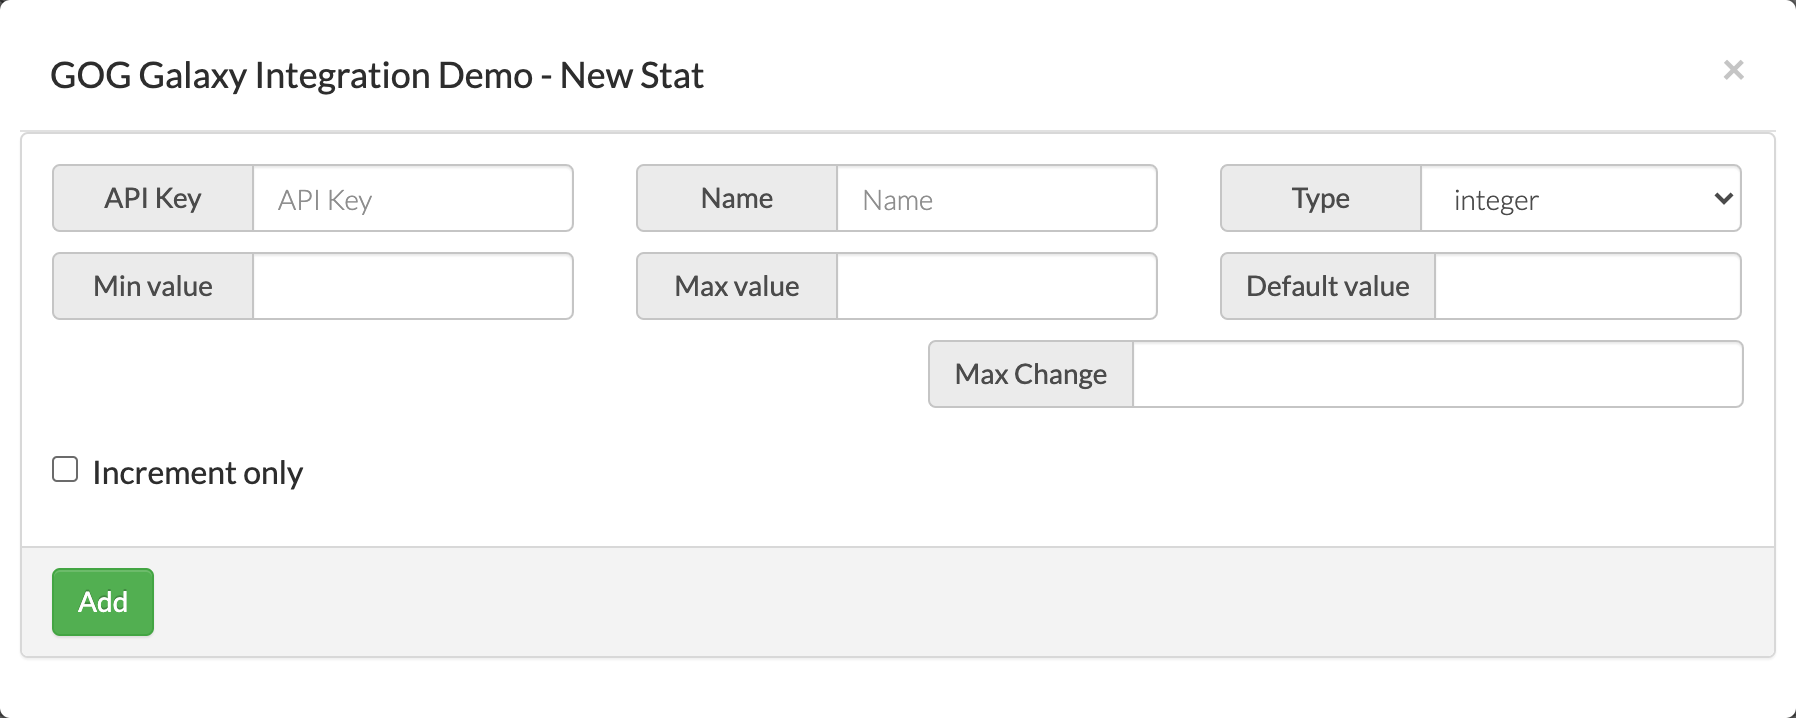 GOG Galaxy Integration Demo - New Stat ×
API Key API Key Name Name Type integer
Min value Max value Default value
Max Change
Increment only
Add